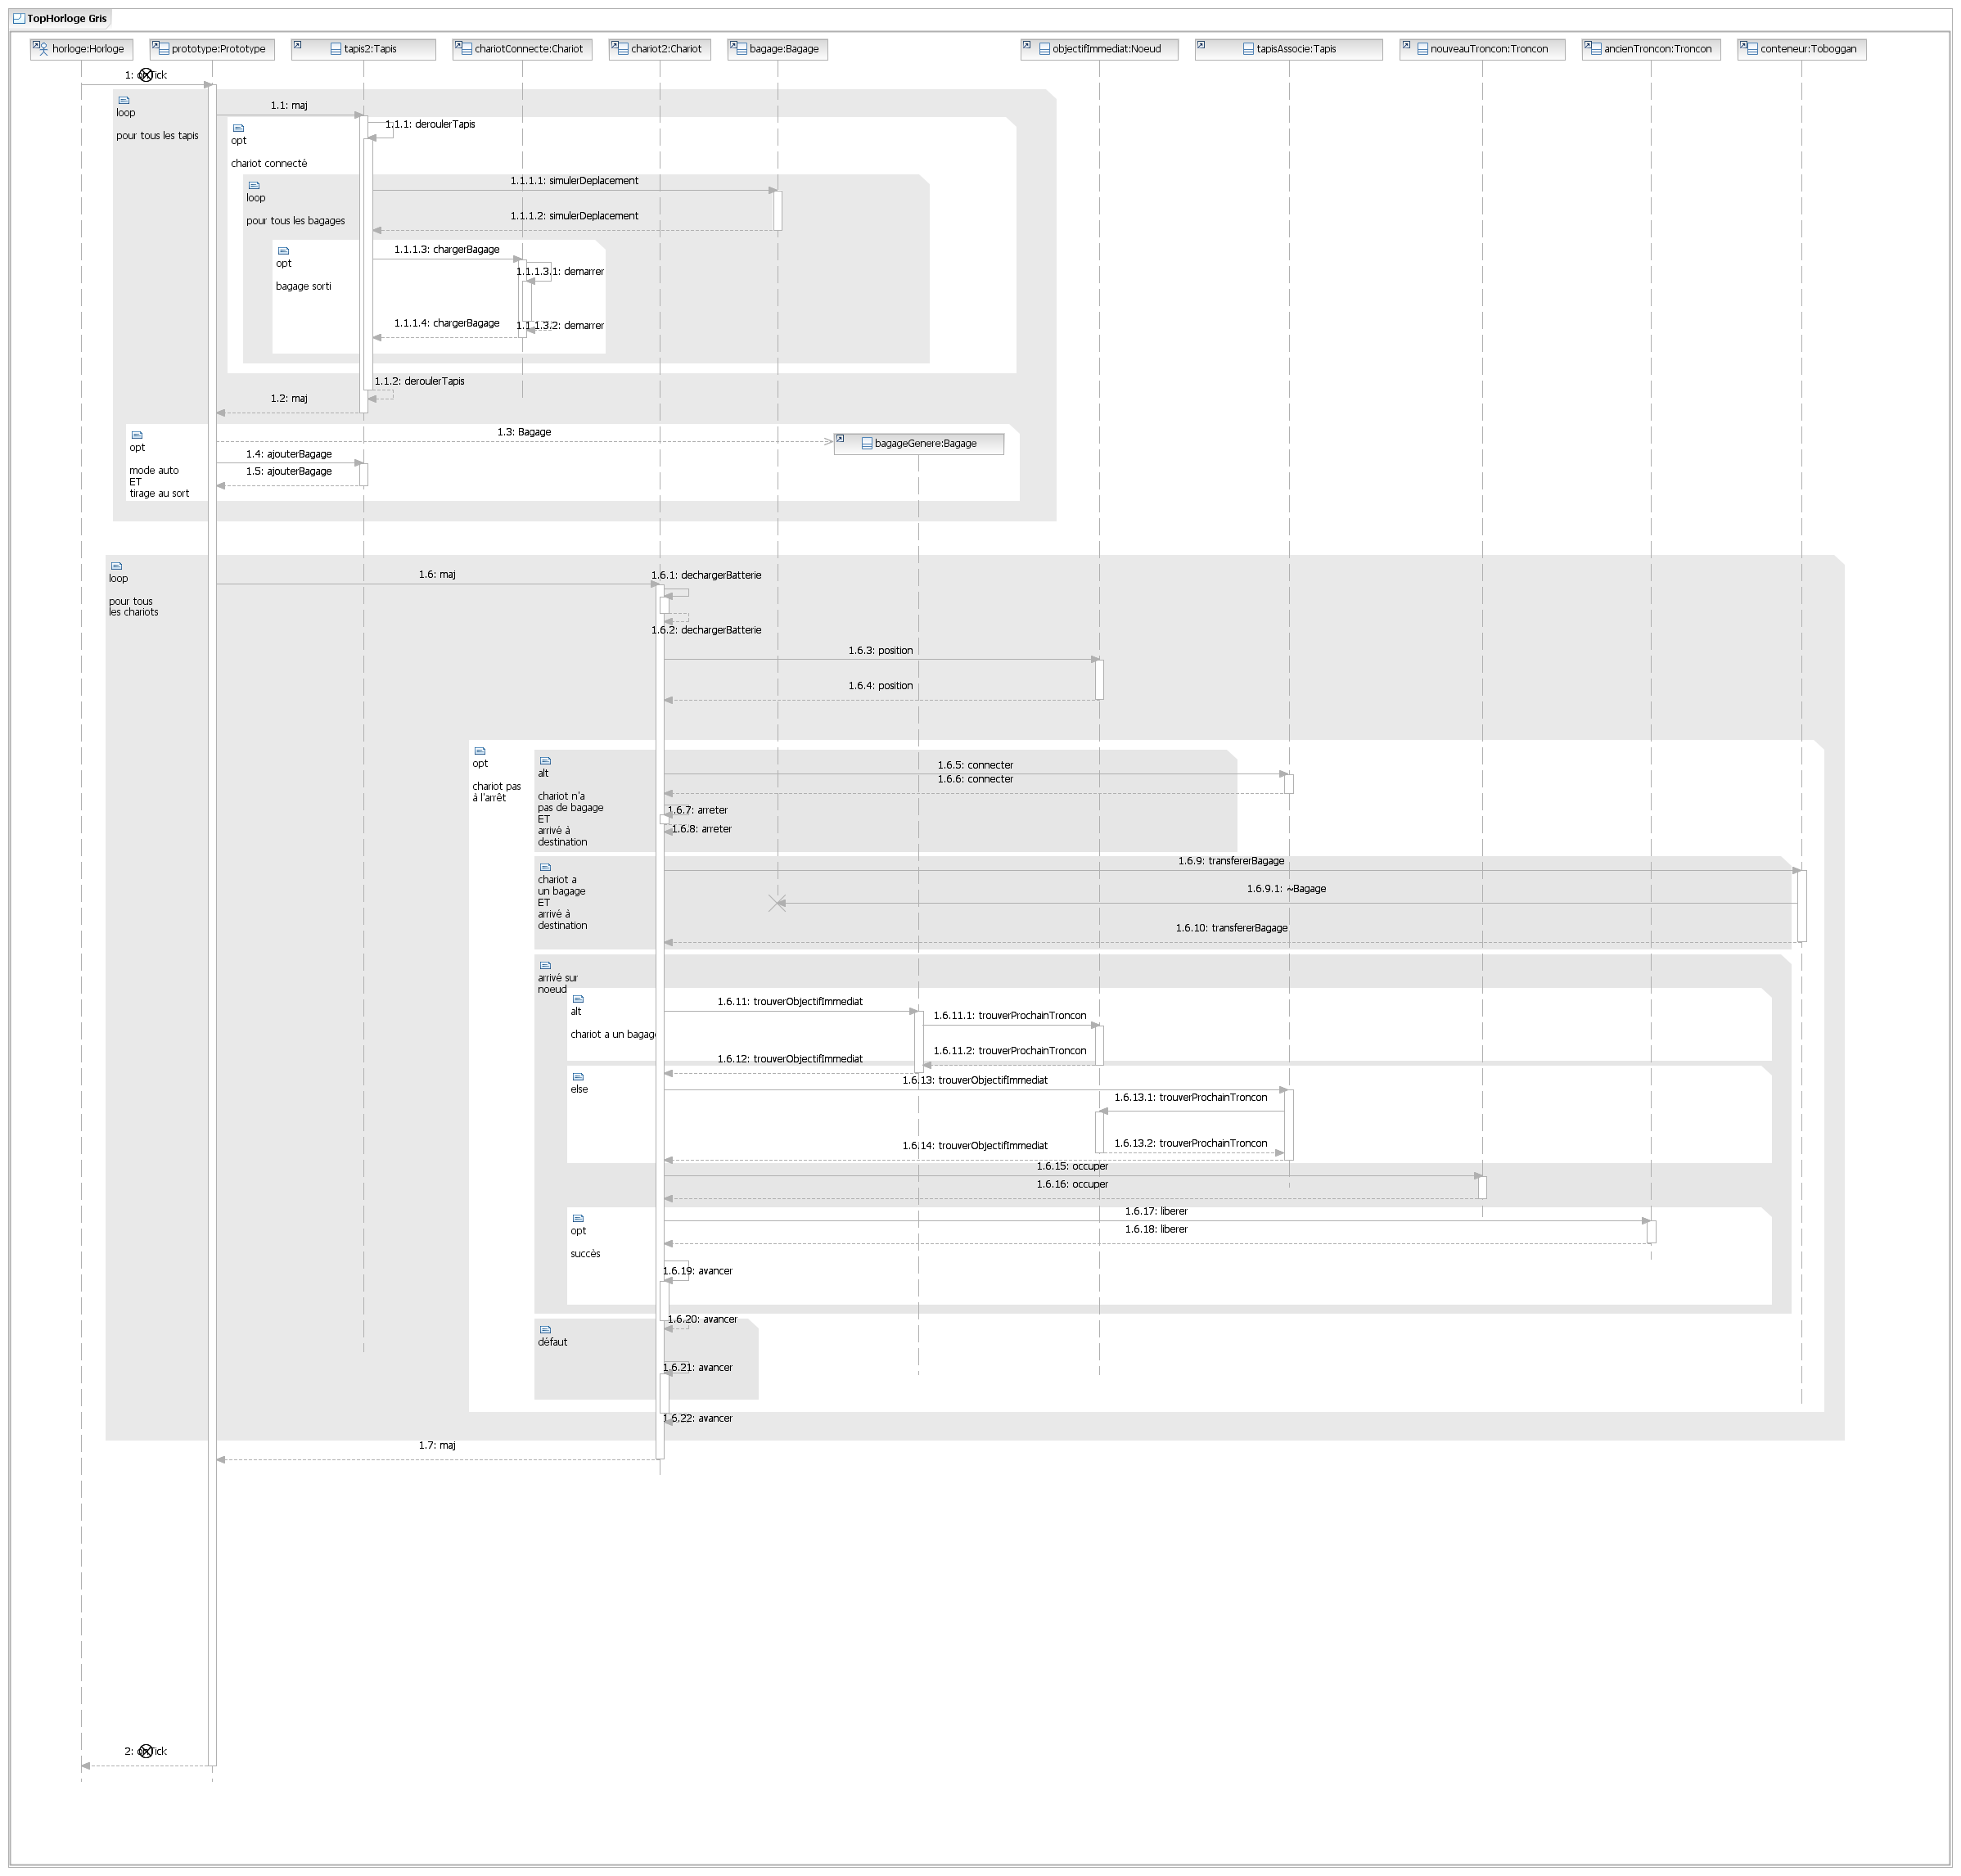 TopHorloge Gris
horloge:Horloge
prototype:Prototype
tapis2:Tapis
chariotConnecte:Chariot
chariot2:Chariot
bagage:Bagage
objectifImmediat:Noeud
tapisAssocie:Tapis
nouveauTroncon:Troncon
ancienTroncon:Troncon
conteneur:Toboggan
1: onTick
loop
pour tous les tapis
1.1: maj
1.1.1: deroulerTapis
opt
chariot connecté
loop
pour tous les bagages
1.1.1.1: simulerDeplacement
1.1.1.2: simulerDeplacement
opt
bagage sorti
1.1.1.3: chargerBagage
1.1.1.3.1: demarrer
1.1.1.4: chargerBagage
1.1.1.3.2: demarrer
1.1.2: deroulerTapis
1.2: maj
opt
mode auto
ET
tirage au sort
1.3: Bagage
bagageGenere:Bagage
1.4: ajouterBagage
1.5: ajouterBagage
loop
pour tous
les chariots
1.6: maj
1.6.1: dechargerBatterie
1.6.2: dechargerBatterie
1.6.3: position
1.6.4: position
opt
chariot pas
à l'arrêt
alt
chariot n'a
pas de bagage
ET
arrivé à
destination
1.6.5: connecter
1.6.6: connecter
1.6.7: arreter
1.6.8: arreter
chariot a
un bagage
ET
arrivé à
destination
1.6.9: transfererBagage
1.6.9.1: ~Bagage
1.6.10: transfererBagage
arrivé sur
noeud
alt
chariot a un bagage
1.6.11: trouverObjectifImmediat
1.6.11.1: trouverProchainTroncon
1.6.11.2: trouverProchainTroncon
1.6.12: trouverObjectifImmediat
else
1.6.13: trouverObjectifImmediat
1.6.13.1: trouverProchainTroncon
1.6.13.2: trouverProchainTroncon
1.6.14: trouverObjectifImmediat
1.6.15: occuper
1.6.16: occuper
opt
succès
1.6.17: liberer
1.6.18: liberer
1.6.19: avancer
1.6.20: avancer
défaut
1.6.21: avancer
1.6.22: avancer
1.7: maj
2: onTick